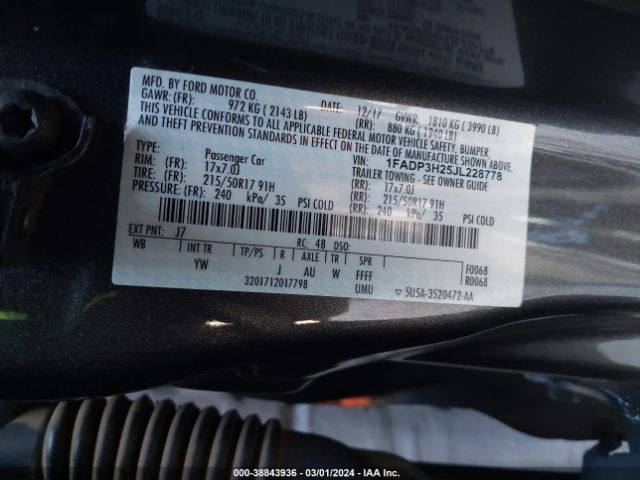 MFD. BY FORD MOTOR CO.
DATE: 12/17 GVWR: 1810 KG ( 3990 LB)
GAWR: (FR): 972 KG ( 2143 LB) (RR): 880 KG ( 1940 LB)
THIS VEHICLE CONFORMS TO ALL APPLICABLE FEDERAL MOTOR VEHICLE SAFETY, BUMPER
AND THEFT PREVENTION STANDARDS IN EFFECT ON THE DATE OF MANUFACTURE SHOWN ABOVE.
VIN: 1FADP3H25JL228778
TYPE: Passenger Car TRAILER TOWING - SEE OWNER GUIDE
RIM: (FR): 17x7.0J (RR): 17x7.0J
TIRE: (FR): 215/50R17 91H (RR): 215/50R17 91H
PRESSURE: (FR): 240 kPa/ 35 PSI COLD (RR): 240 kPa/ 35 PSI COLD
EXT PNT: J7 RC: 48 DSO:
WB INT TR TP/PS R AXLE TR SPR F0068
YW J AU W FFFF R0068
3201712017798 UMU 5U5A-3520472-AA
000-38843936 - 03/01/2024 - IAA Inc.